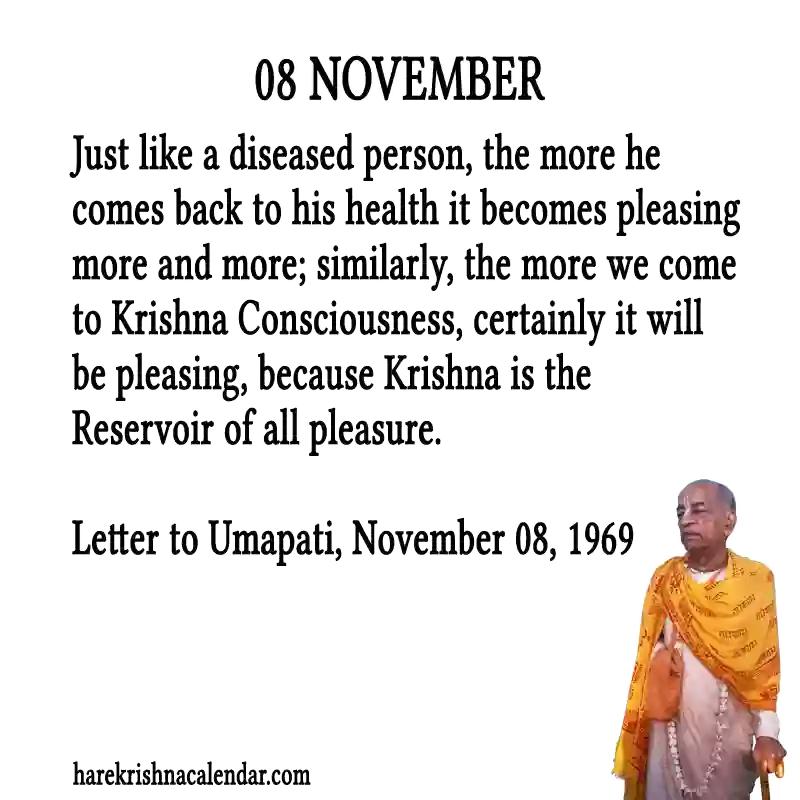 08 NOVEMBER
Just like a diseased person, the more he
comes back to his health it becomes pleasing
more and more; similarly, the more we come
to Krishna Consciousness, certainly it will
be pleasing, because Krishna is the
Reservoir of all pleasure.
Letter to Umapati, November 08, 1969
harekrishnacalendar.com